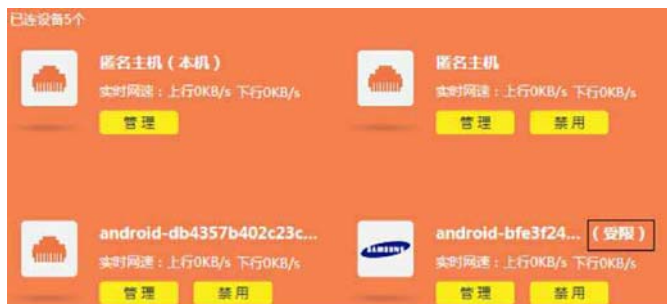 已连设备5个
匿名主机（本机）
实时网速：上行0KB/s 下行0KB/s
管理
匿名主机
实时网速：上行0KB/s 下行0KB/s
管理 禁用
android-db4357b402c23c...
实时网速：上行0KB/s 下行0KB/s
管理 禁用
SAMSUNG
android-bfe3f24... （受限）
实时网速：上行0KB/s 下行0KB/s
管理 禁用